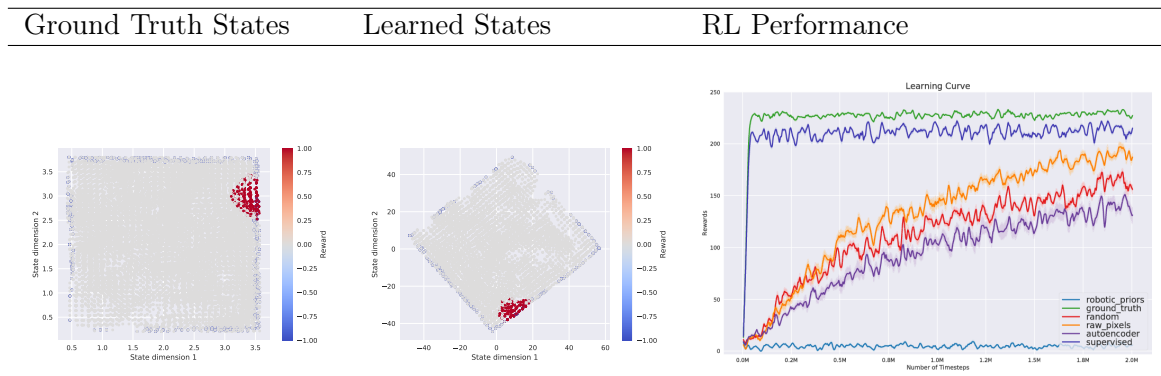 Ground Truth States Learned States RL Performance
Learning Curve
250
200
150
100
50
0
Rewards
0.0M 0.2M 0.5M 0.8M 1.0M 1.2M 1.5M 1.8M 2.0M
Number of Timesteps
robotic_priors
ground_truth
random
raw_pixels
autoencoder
supervised
3.5
3.0
2.5
2.0
1.5
1.0
0.5
State dimension 2
0.5 1.0 1.5 2.0 2.5 3.0 3.5
State dimension 1
1.00
0.75
0.50
0.25
0.00
−0.25
−0.50
−0.75
−1.00
Reward
40
20
0
−20
−40
State dimension 2
−40 −20 0 20 40 60
State dimension 1
1.00
0.75
0.50
0.25
0.00
−0.25
−0.50
−0.75
−1.00
Reward